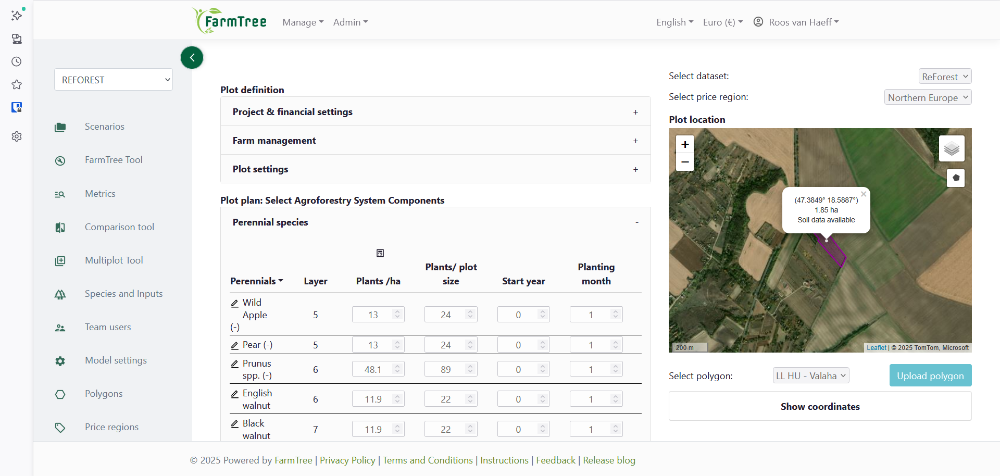 FarmTree
Manage
Admin
English
Euro (€)
Roos van Haeff
REFOREST
Scenarios
FarmTree Tool
Metrics
Comparison tool
Multiplot Tool
Species and Inputs
Team users
Model settings
Polygons
Price regions
Plot definition
Project & financial settings +
Farm management +
Plot settings +
Plot plan: Select Agroforestry System Components
Perennial species -
Plants/ plot
Planting
Perennials Layer Plants /ha size Start year month
Wild
Apple 5 13 24 0 1
(-)
Pear (-) 5 13 24 0 1
Prunus
spp. (-) 6 48.1 89 0 1
English
walnut 6 11.9 22 0 1
Black
walnut 7 11.9 22 0 1
Select dataset: ReForest
Select price region: Northern Europe
Plot location
+
−
×
(47.3849° 18.5887°)
1.85 ha
Soil data available
200 m
Leaflet | © 2025 TomTom, Microsoft
Select polygon: LL HU - Valaha Upload polygon
Show coordinates
© 2025 Powered by FarmTree | Privacy Policy | Terms and Conditions | Instructions | Feedback | Release blog